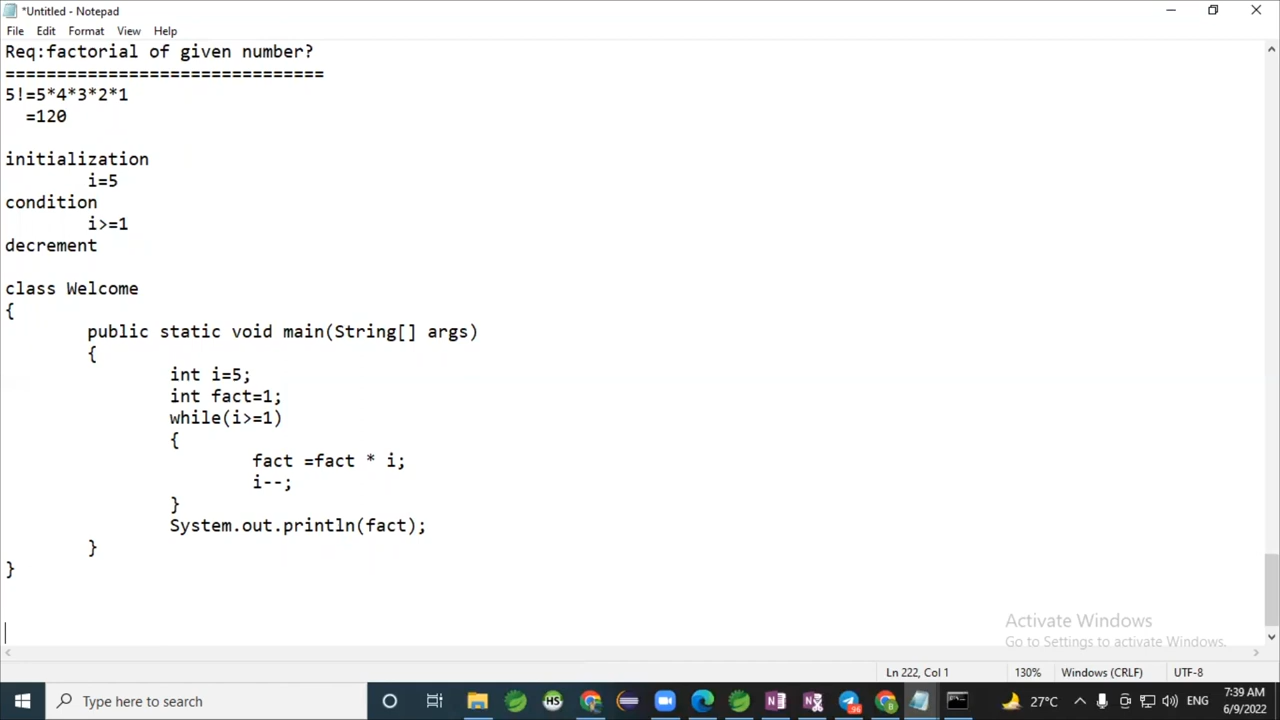 *Untitled - Notepad
File Edit Format View Help
Req:factorial of given number?
===============================
5!=5*4*3*2*1
  =120
initialization
        i=5
condition
        i>=1
decrement
class Welcome
{
        public static void main(String[] args)
        {
                int i=5;
                int fact=1;
                while(i>=1)
                {
                        fact =fact * i;
                        i--;
                }
                System.out.println(fact);
        }
}
Activate Windows
Go to Settings to activate Windows.
Ln 222, Col 1 130% Windows (CRLF) UTF-8
Type here to search
HS
96
27°C
ENG
7:39 AM
6/9/2022